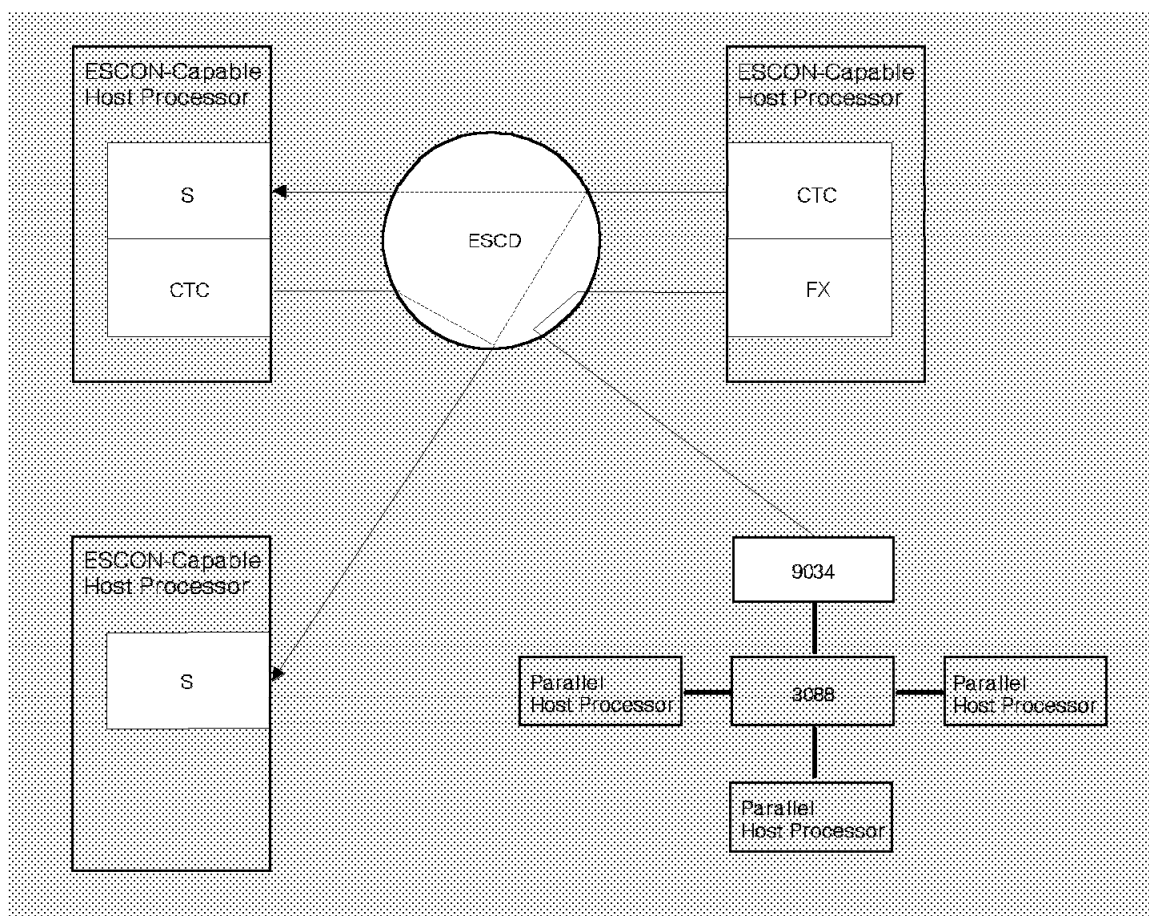 ESCON-Capable
Host Processor
S
CTC
ESCD
ESCON-Capable
Host Processor
CTC
FX
ESCON-Capable
Host Processor
S
9034
3088
Parallel
Host Processor
Parallel
Host Processor
Parallel
Host Processor